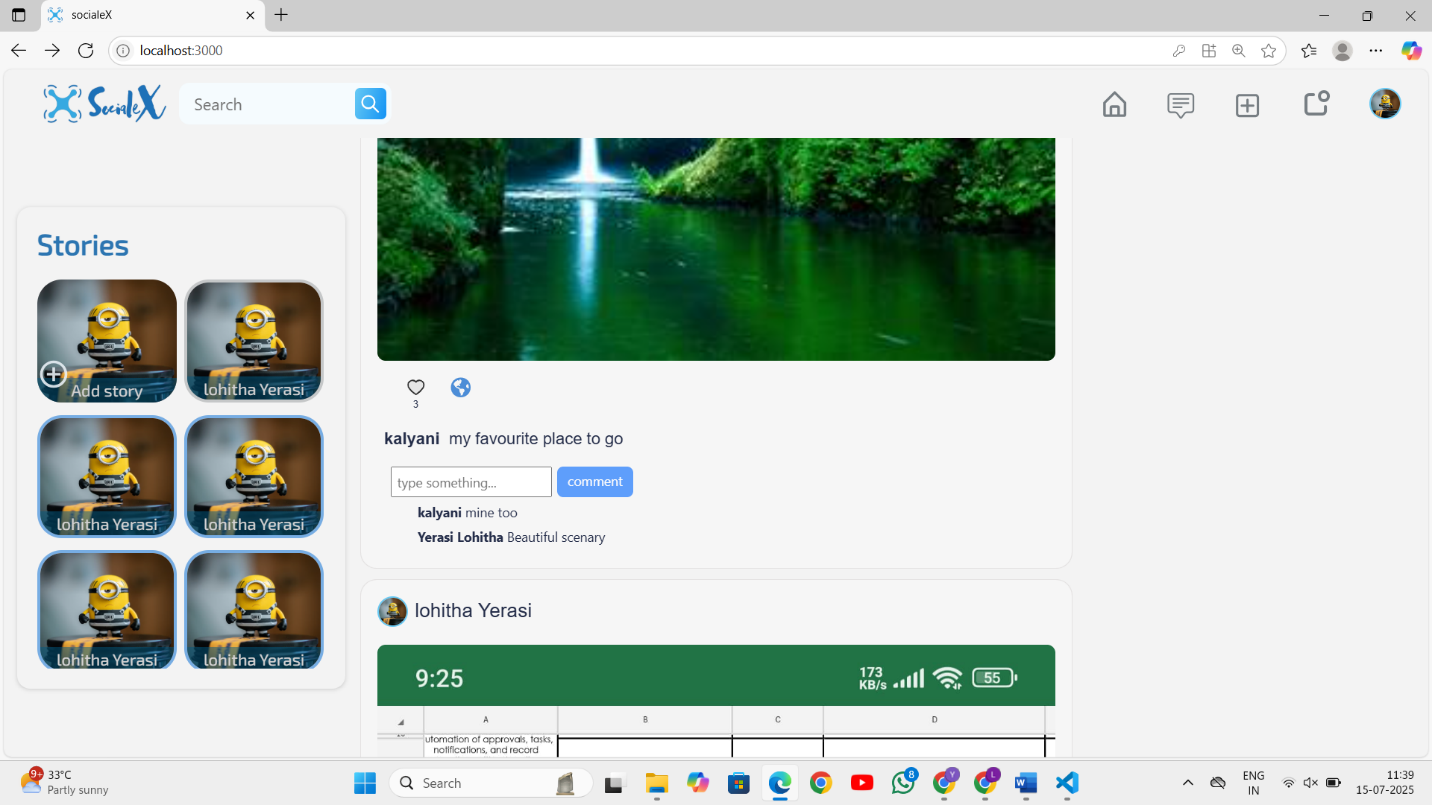 socialeX
localhost:3000
SocialeX
Search
Stories
Add story
lohitha Yerasi
lohitha Yerasi
lohitha Yerasi
lohitha Yerasi
lohitha Yerasi
3
kalyani my favourite place to go
type something...
comment
kalyani mine too
Yerasi Lohitha Beautiful scenary
lohitha Yerasi
9:25
173
KB/s
55
A B C D
utomation of approvals, tasks,
notifications, and record
9+
33°C
Partly sunny
Search
8
Y
L
ENG
IN
11:39
15-07-2025